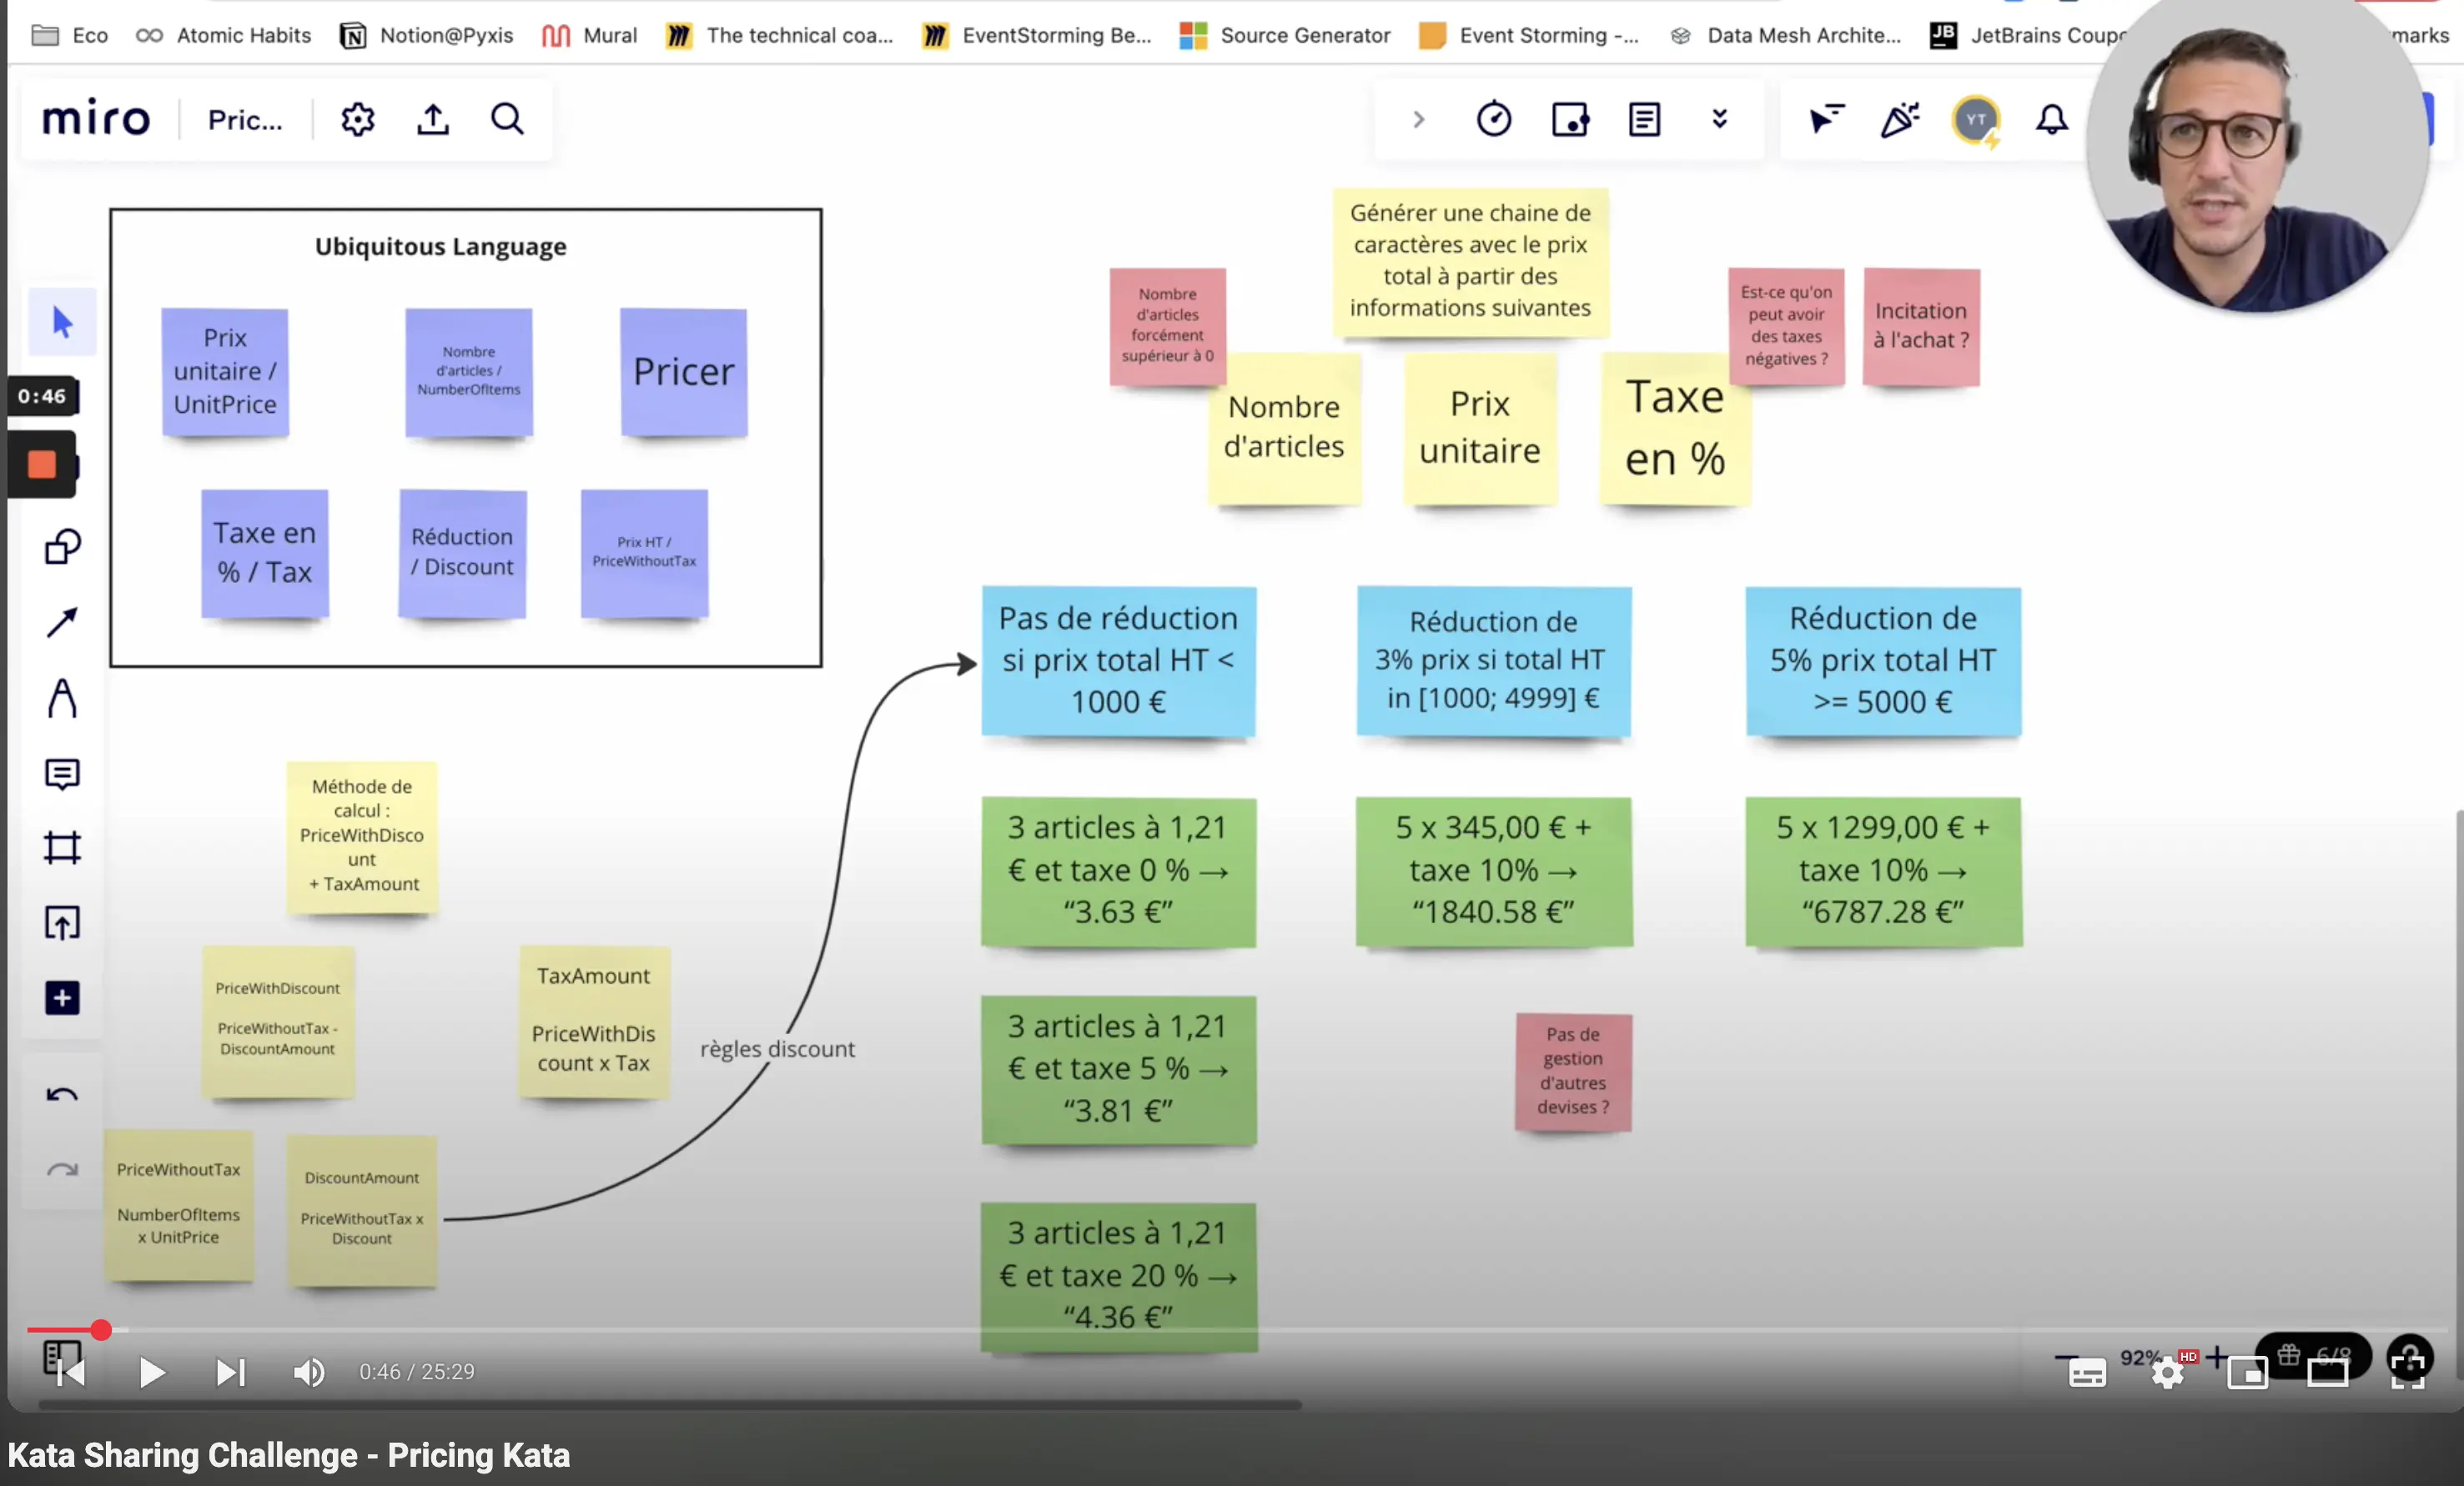 Eco
Atomic Habits
Notion@Pyxis
Mural
The technical coa...
EventStorming Be...
Source Generator
Event Storming -...
Data Mesh Archite...
JB
JetBrains Coupo
marks
miro
Pric...
YT
Ubiquitous Language
Prix
unitaire /
UnitPrice
Nombre
d'articles /
NumberOfItems
Pricer
Taxe en
% / Tax
Réduction
/ Discount
Prix HT /
PriceWithoutTax
0:46
Générer une chaine de
caractères avec le prix
total à partir des
informations suivantes
Nombre
d'articles
forcément
supérieur à 0
Est-ce qu'on
peut avoir
des taxes
négatives ?
Incitation
à l'achat ?
Nombre
d'articles
Prix
unitaire
Taxe
en %
Pas de réduction
si prix total HT <
1000 €
Réduction de
3% prix si total HT
in [1000; 4999] €
Réduction de
5% prix total HT
>= 5000 €
3 articles à 1,21
€ et taxe 0 % →
“3.63 €”
5 x 345,00 € +
taxe 10% →
“1840.58 €”
5 x 1299,00 € +
taxe 10% →
“6787.28 €”
3 articles à 1,21
€ et taxe 5 % →
“3.81 €”
Pas de
gestion
d'autres
devises ?
3 articles à 1,21
€ et taxe 20 % →
“4.36 €”
Méthode de
calcul :
PriceWithDisco
unt
+ TaxAmount
PriceWithDiscount
PriceWithoutTax -
DiscountAmount
TaxAmount
PriceWithDis
count x Tax
règles discount
PriceWithoutTax
NumberOfItems
x UnitPrice
DiscountAmount
PriceWithoutTax x
Discount
0:46 / 25:29
92%
HD
6/8
Kata Sharing Challenge - Pricing Kata